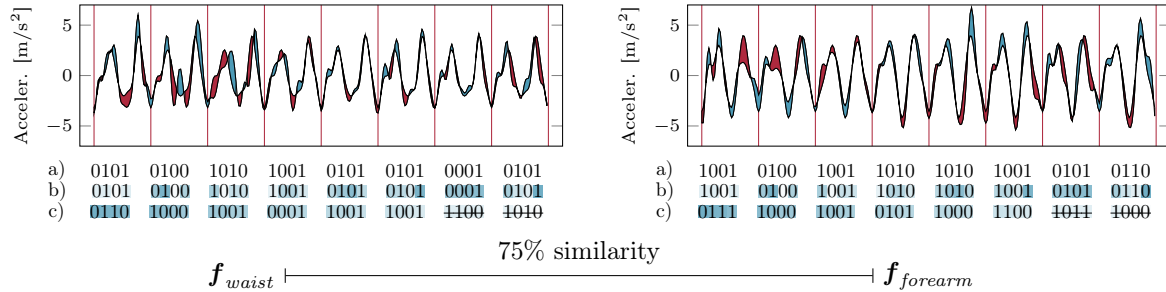 Acceler. [m/s²]
5
0
−5
a) 0101 0100 1010 1001 0101 0101 0001 0101
b) 0101 0100 1010 1001 0101 0101 0001 0101
c) 0110 1000 1001 0001 1001 1001 1100 1010
Acceler. [m/s²]
5
0
−5
a) 1001 0100 1001 1010 1010 1001 0101 0110
b) 1001 0100 1001 1010 1010 1001 0101 0110
c) 0111 1000 1001 0101 1000 1100 1011 1000
75% similarity
f waist
f forearm